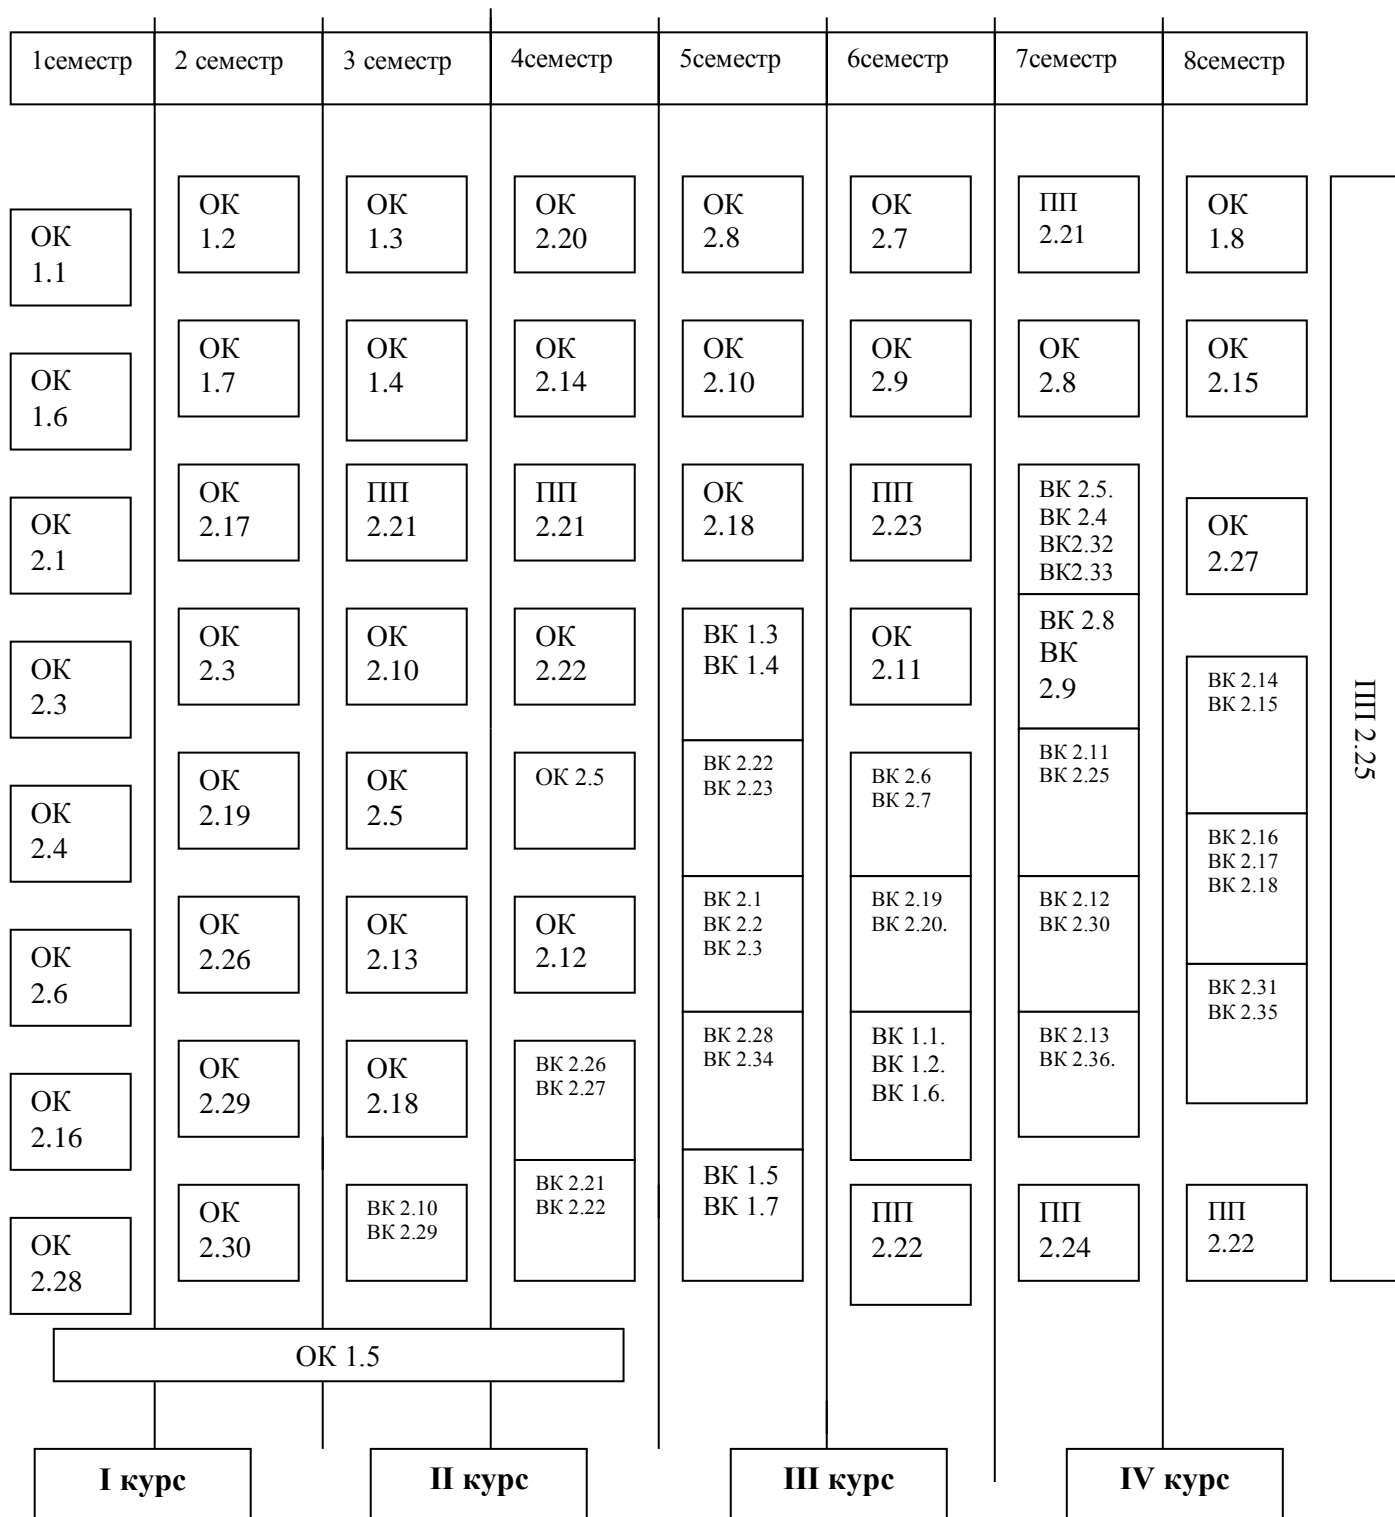 1семестр
2 семестр
3 семестр
4семестр
5семестр
6семестр
7семестр
8семестр
ОК
1.1
ОК
1.6
ОК
2.1
ОК
2.3
ОК
2.4
ОК
2.6
ОК
2.16
ОК
2.28
ОК
1.2
ОК
1.7
ОК
2.17
ОК
2.3
ОК
2.19
ОК
2.26
ОК
2.29
ОК
2.30
ОК
1.3
ОК
1.4
ПП
2.21
ОК
2.10
ОК
2.5
ОК
2.13
ОК
2.18
ВК 2.10
ВК 2.29
ОК
2.20
ОК
2.14
ПП
2.21
ОК
2.22
ОК 2.5
ОК
2.12
ВК 2.26
ВК 2.27
ВК 2.21
ВК 2.22
ОК
2.8
ОК
2.10
ОК
2.18
ВК 1.3
ВК 1.4
ВК 2.22
ВК 2.23
ВК 2.1
ВК 2.2
ВК 2.3
ВК 2.28
ВК 2.34
ВК 1.5
ВК 1.7
ОК
2.7
ОК
2.9
ПП
2.23
ОК
2.11
ВК 2.6
ВК 2.7
ВК 2.19
ВК 2.20.
ВК 1.1.
ВК 1.2.
ВК 1.6.
ПП
2.22
ПП
2.21
ОК
2.8
ВК 2.5.
ВК 2.4
ВК2.32
ВК2.33
ВК 2.8
ВК
2.9
ВК 2.11
ВК 2.25
ВК 2.12
ВК 2.30
ВК 2.13
ВК 2.36.
ПП
2.24
ОК
1.8
ОК
2.15
ОК
2.27
ВК 2.14
ВК 2.15
ВК 2.16
ВК 2.17
ВК 2.18
ВК 2.31
ВК 2.35
ПП
2.22
ПП 2.25
ОК 1.5
I курс
II курс
III курс
IV курс